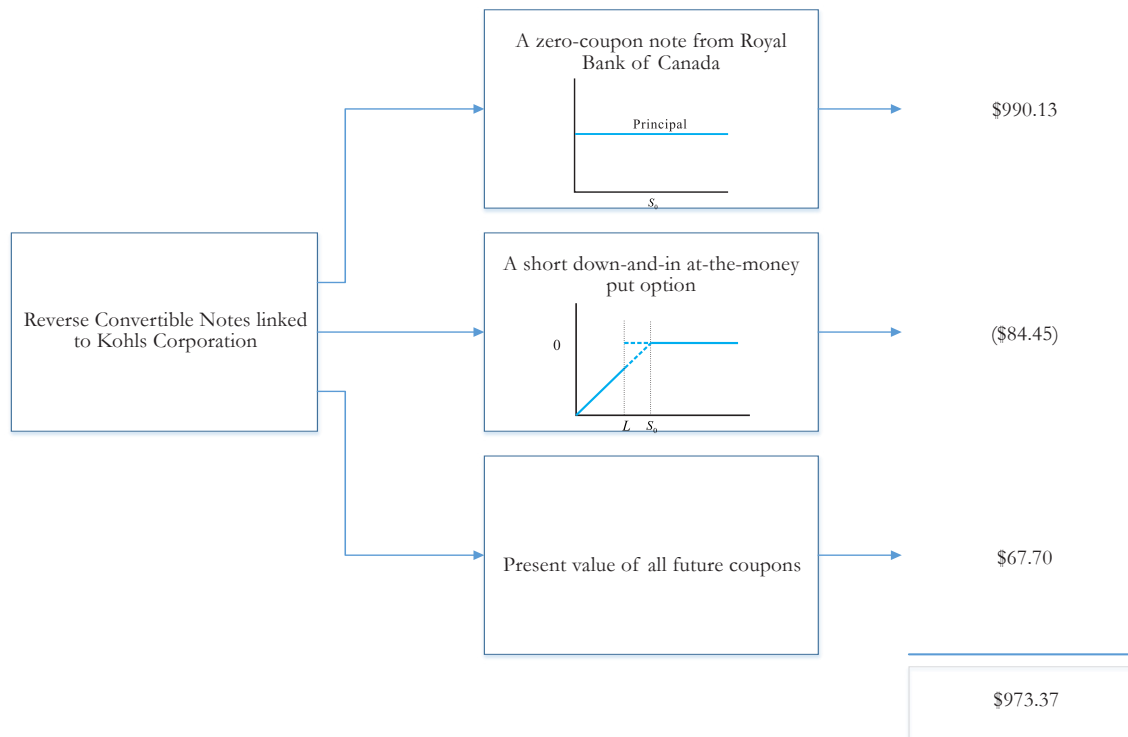 A zero-coupon note from Royal
Bank of Canada
Principal
S₀
$990.13
Reverse Convertible Notes linked
to Kohls Corporation
A short down-and-in at-the-money
put option
0
L S₀
($84.45)
Present value of all future coupons
$67.70
$973.37